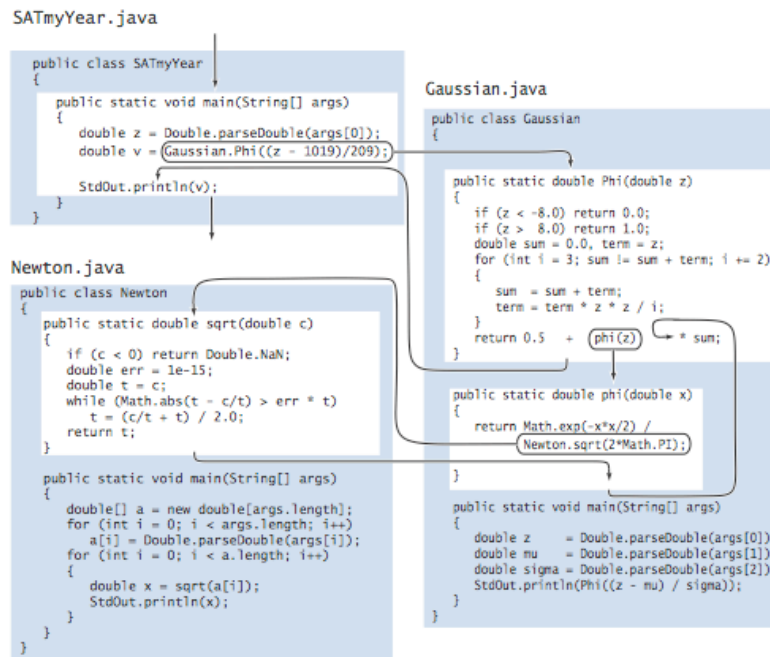 SATmyYear.java
public class SATmyYear
{
public static void main(String[] args)
{
double z = Double.parseDouble(args[0]);
double v = Gaussian.Phi((z - 1019)/209);
StdOut.println(v);
}
}
Gaussian.java
public class Gaussian
{
public static double Phi(double z)
{
if (z < -8.0) return 0.0;
if (z > 8.0) return 1.0;
double sum = 0.0, term = z;
for (int i = 3; sum != sum + term; i += 2)
{
sum = sum + term;
term = term * z * z / i;
}
return 0.5 + phi(z) * sum;
}
public static double phi(double x)
{
return Math.exp(-x*x/2) /
Newton.sqrt(2*Math.PI);
}
public static void main(String[] args)
{
double z = Double.parseDouble(args[0])
double mu = Double.parseDouble(args[1])
double sigma = Double.parseDouble(args[2])
StdOut.println(Phi((z - mu) / sigma));
}
}
Newton.java
public class Newton
{
public static double sqrt(double c)
{
if (c < 0) return Double.NaN;
double err = 1e-15;
double t = c;
while (Math.abs(t - c/t) > err * t)
t = (c/t + t) / 2.0;
return t;
}
public static void main(String[] args)
{
double[] a = new double[args.length];
for (int i = 0; i < args.length; i++)
a[i] = Double.parseDouble(args[i]);
for (int i = 0; i < a.length; i++)
{
double x = sqrt(a[i]);
StdOut.println(x);
}
}
}